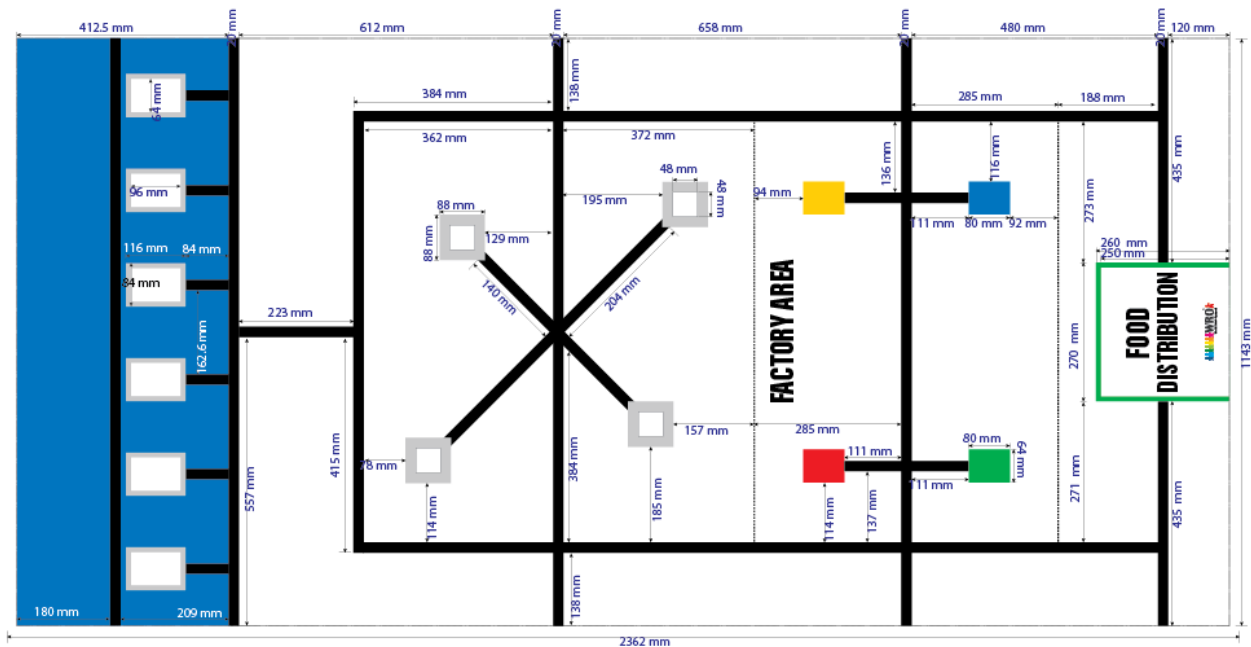 412.5 mm
20 mm
612 mm
20 mm
658 mm
20 mm
480 mm
20 mm
120 mm
384 mm
138 mm
285 mm
188 mm
362 mm
372 mm
64 mm
136 mm
116 mm
435 mm
48 mm
48 mm
96 mm
195 mm
94 mm
88 mm
88 mm
129 mm
111 mm
80 mm
92 mm
273 mm
116 mm
84 mm
84 mm
260 mm
250 mm
140 mm
204 mm
223 mm
162.6 mm
FACTORY AREA
FOOD
DISTRIBUTION
WRO
270 mm
1143 mm
157 mm
285 mm
111 mm
80 mm
64 mm
78 mm
415 mm
384 mm
557 mm
114 mm
185 mm
114 mm
137 mm
111 mm
271 mm
435 mm
180 mm
209 mm
138 mm
2362 mm